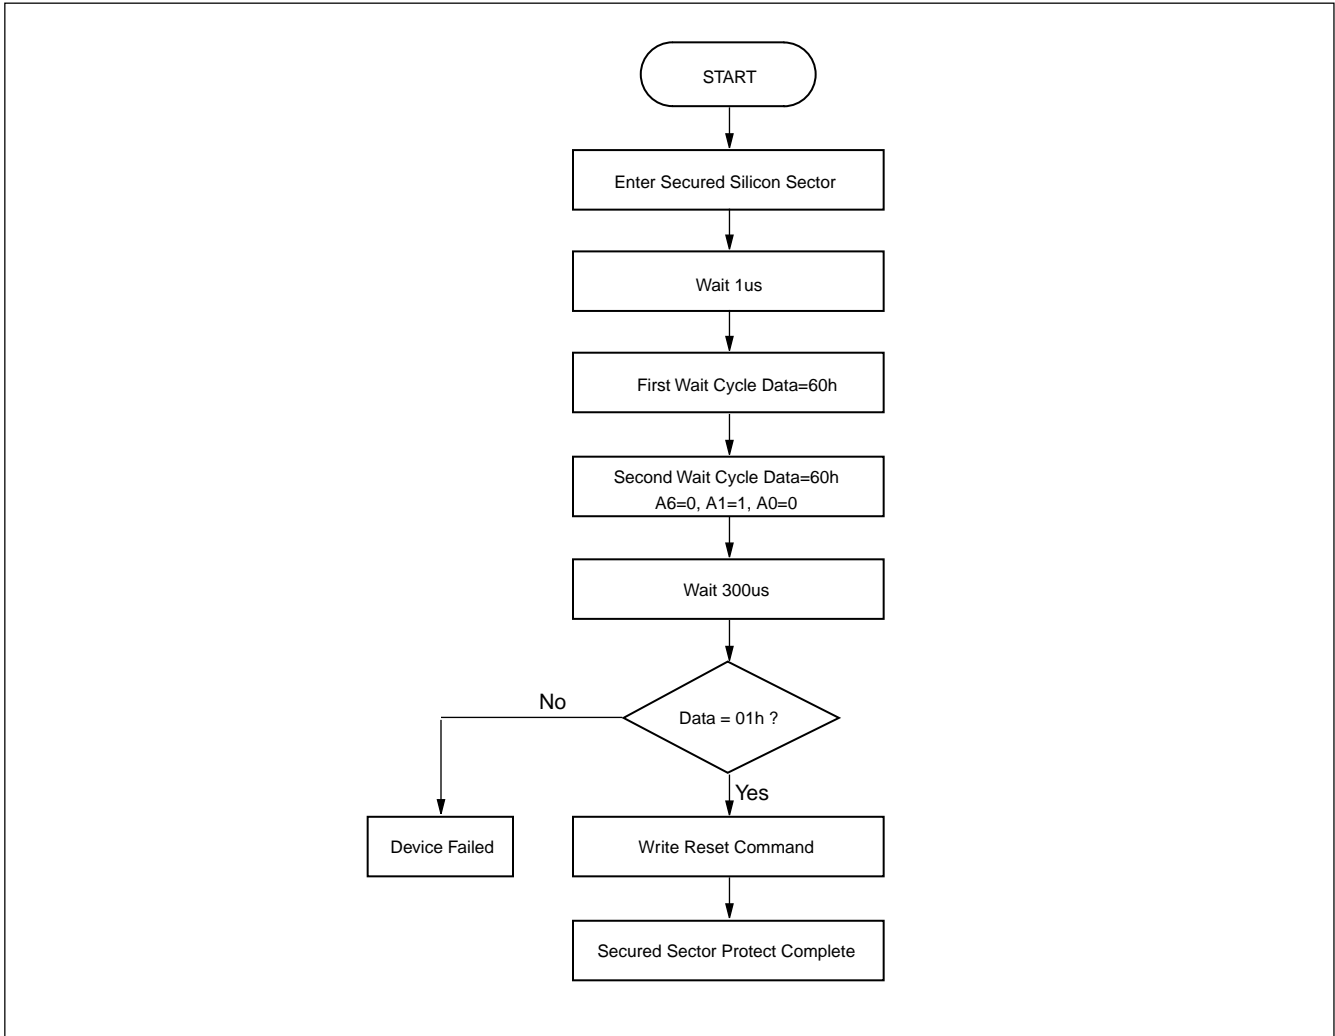 START
Enter Secured Silicon Sector
Wait 1us
First Wait Cycle Data=60h
Second Wait Cycle Data=60h
A6=0, A1=1, A0=0
Wait 300us
No
Data = 01h ?
Yes
Device Failed
Write Reset Command
Secured Sector Protect Complete